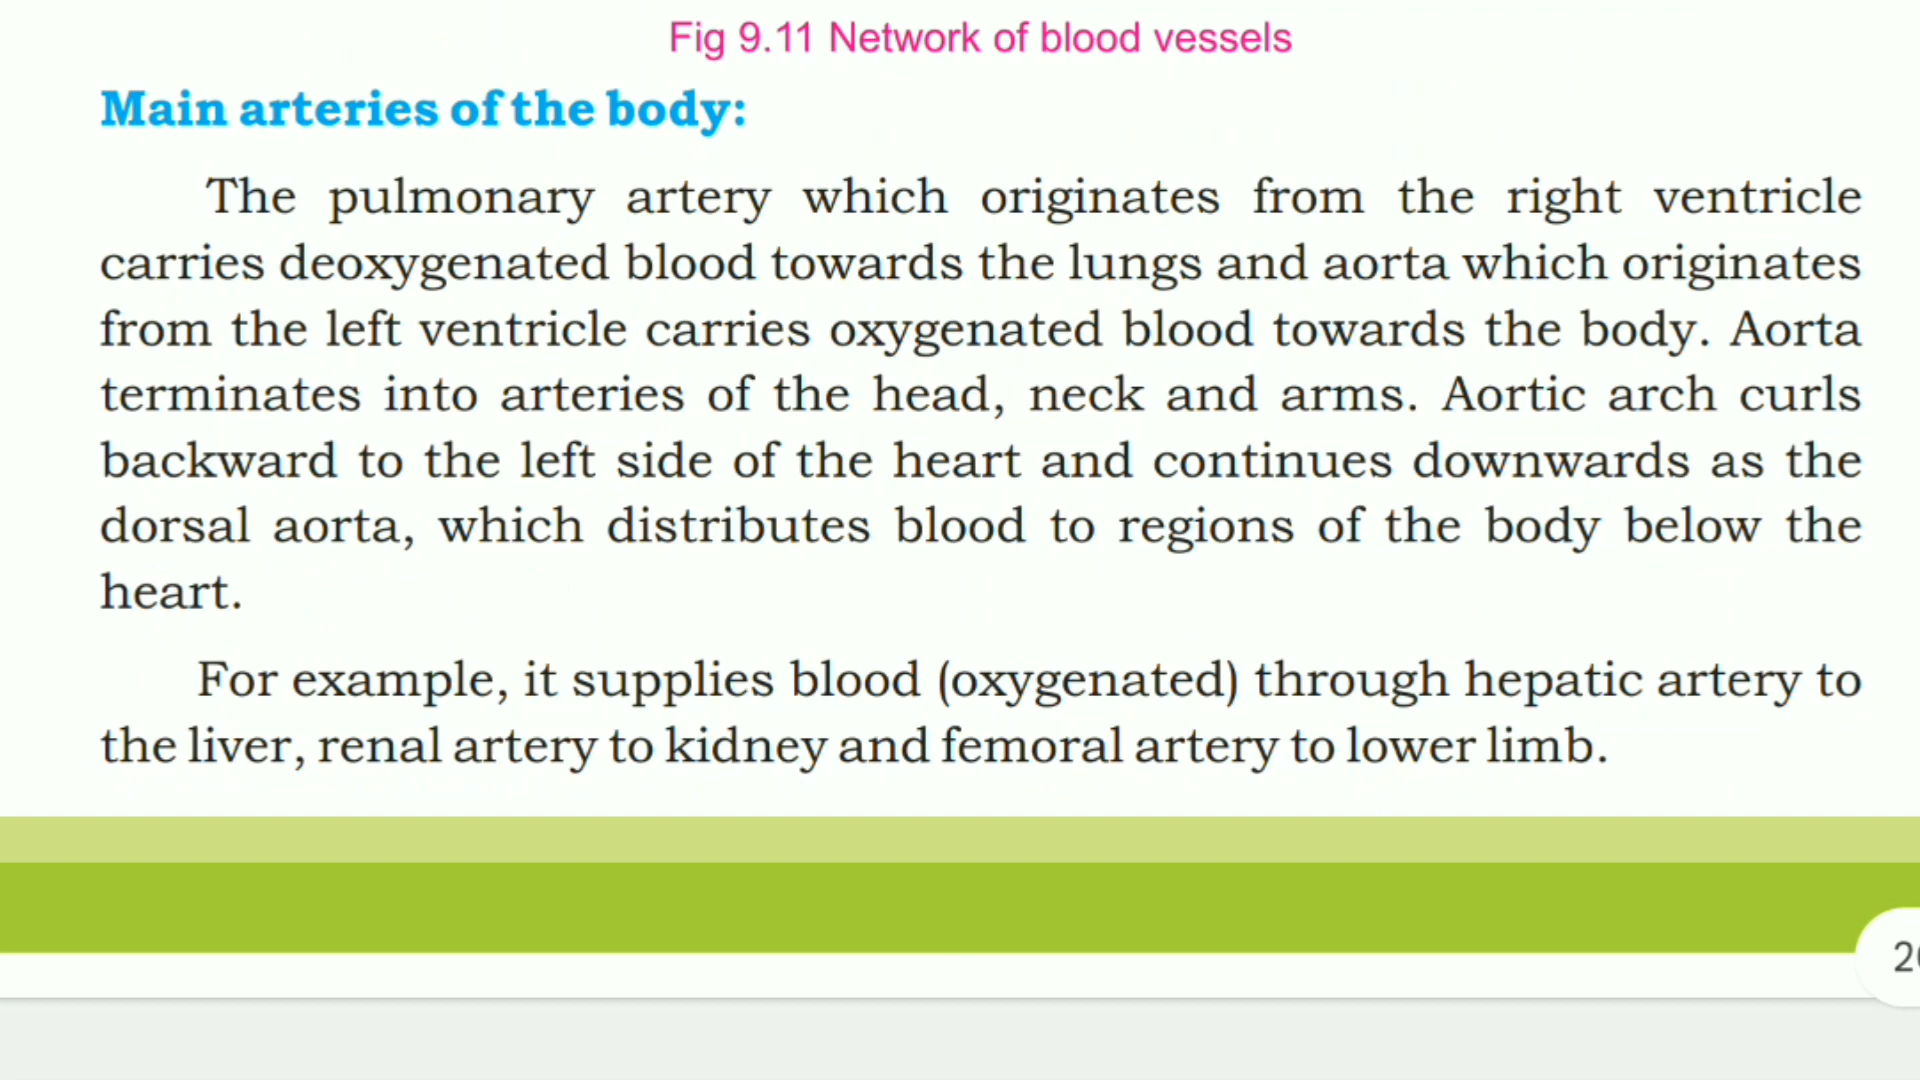 Fig 9.11 Network of blood vessels
Main arteries of the body:
The pulmonary artery which originates from the right ventricle
carries deoxygenated blood towards the lungs and aorta which originates
from the left ventricle carries oxygenated blood towards the body. Aorta
terminates into arteries of the head, neck and arms. Aortic arch curls
backward to the left side of the heart and continues downwards as the
dorsal aorta, which distributes blood to regions of the body below the
heart.
For example, it supplies blood (oxygenated) through hepatic artery to
the liver, renal artery to kidney and femoral artery to lower limb.